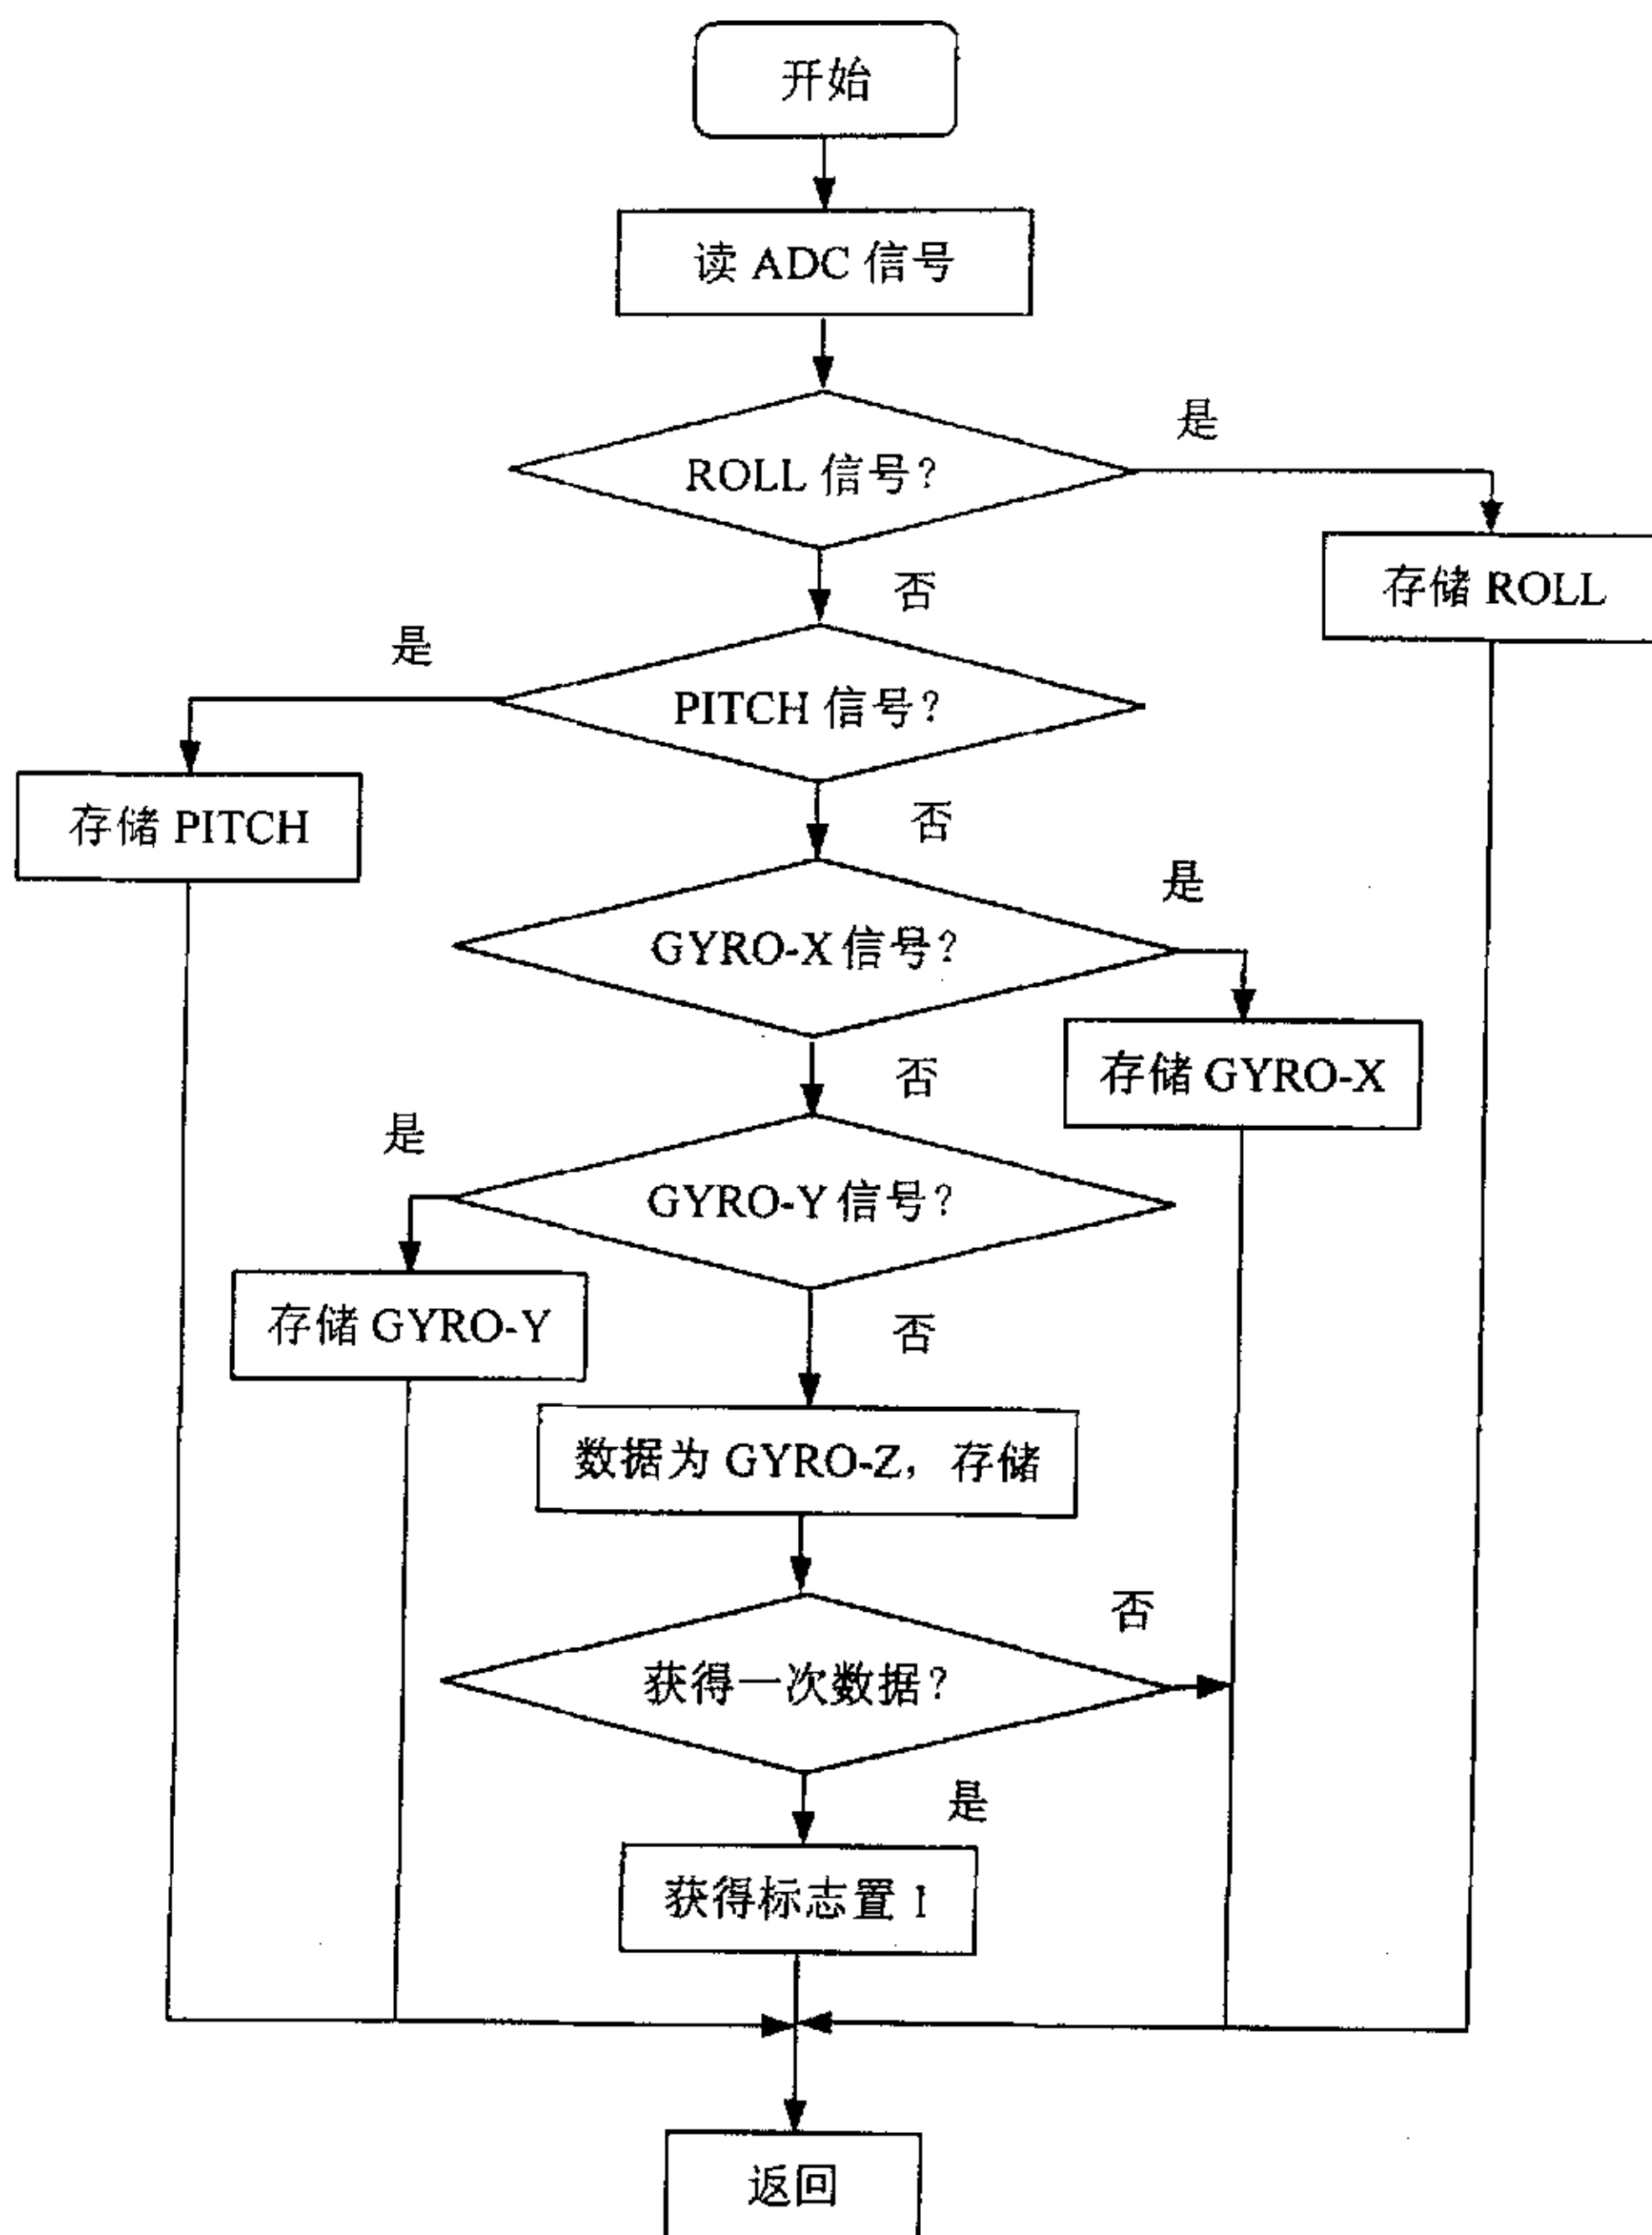 开始
读 ADC 信号
是
ROLL 信号?
存储 ROLL
否
是
PITCH 信号?
存储 PITCH
否
是
GYRO-X 信号?
存储 GYRO-X
否
是
GYRO-Y 信号?
存储 GYRO-Y
否
数据为 GYRO-Z，存储
否
获得一次数据?
是
获得标志置 1
返回